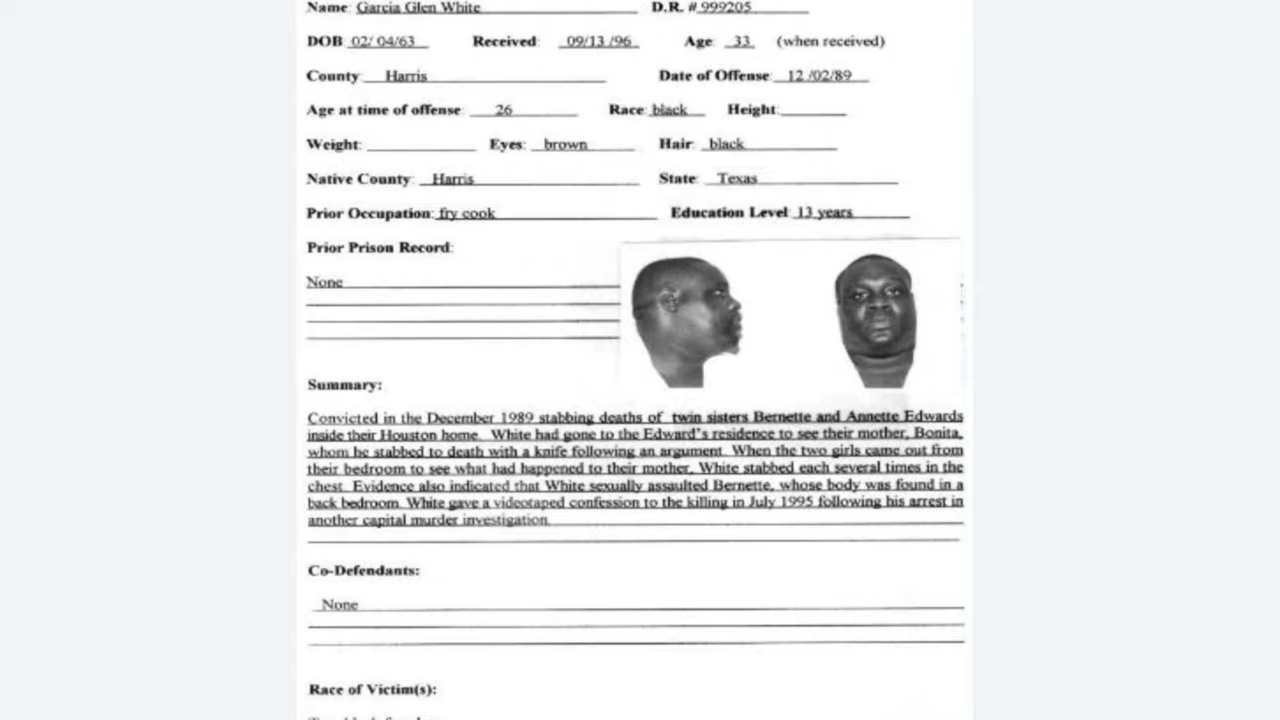 Name: Garcia Glen White D.R. # 999205
DOB: 02/ 04/63 Received: 09/13 /96 Age: 33 (when received)
County: Harris Date of Offense: 12 /02/89
Age at time of offense: 26 Race: black Height:
Weight: Eyes: brown Hair: black
Native County: Harris State: Texas
Prior Occupation: fry cook Education Level: 13 years
Prior Prison Record:
None
Summary:
Convicted in the December 1989 stabbing deaths of twin sisters Bernette and Annette Edwards
inside their Houston home. White had gone to the Edward's residence to see their mother, Bonita,
whom he stabbed to death with a knife following an argument. When the two girls came out from
their bedroom to see what had happened to their mother, White stabbed each several times in the
chest. Evidence also indicated that White sexually assaulted Bernette, whose body was found in a
back bedroom. White gave a videotaped confession to the killing in July 1995 following his arrest in
another capital murder investigation.
Co-Defendants:
None
Race of Victim(s):